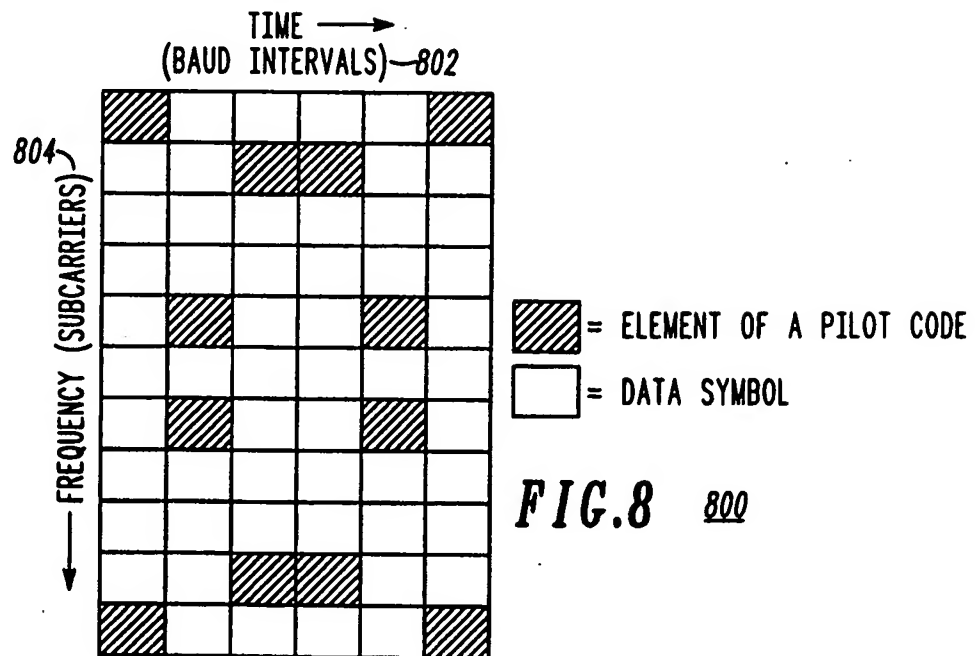 TIME
(BAUD INTERVALS) 802
804
FREQUENCY (SUBCARRIERS)
= ELEMENT OF A PILOT CODE
= DATA SYMBOL
FIG.8 800